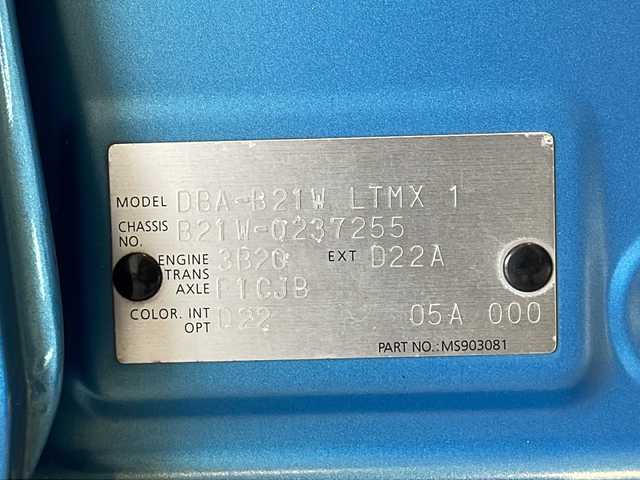 MODEL DBA-B21W LTMX 1
CHASSIS NO. B21W-0237255
ENGINE 3B20 EXT D22A
TRANS AXLE F1CJB
COLOR. INT OPT D22 05A 000
PART NO.:MS903081